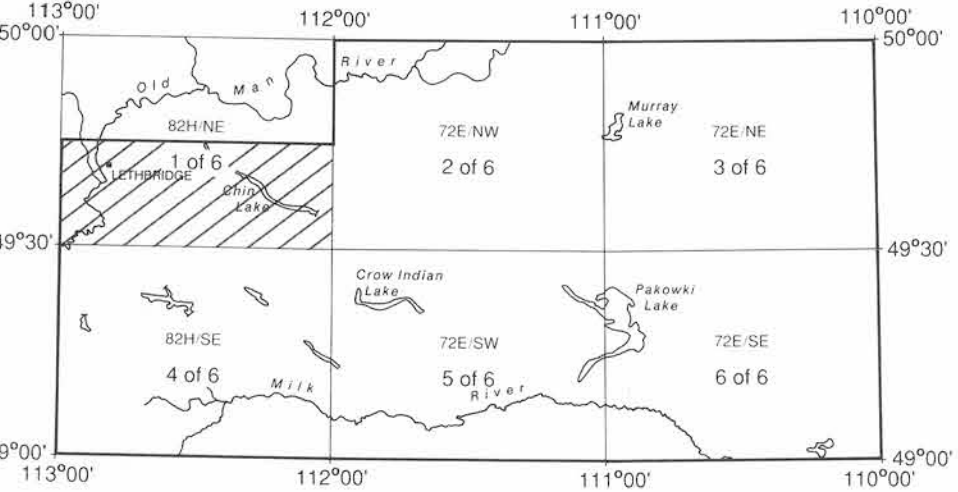 113°00'
112°00'
111°00'
110°00'
50°00'
50°00'
River
Old
Man
Murray
Lake
82H/NE
72E/NW
72E/NE
1 of 6
2 of 6
3 of 6
LETHBRIDGE
Chin
Lake
49°30'
49°30'
Crow Indian
Lake
Pakowki
Lake
82H/SE
72E/SW
72E/SE
4 of 6
5 of 6
6 of 6
Milk
River
9°00'
49°00'
113°00'
112°00'
111°00'
110°00'